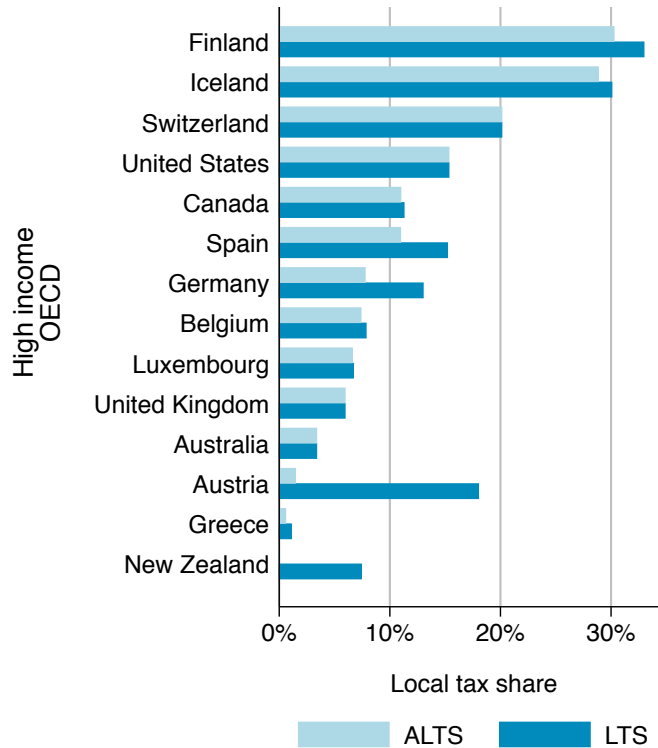 High income
OECD
Finland
Iceland
Switzerland
United States
Canada
Spain
Germany
Belgium
Luxembourg
United Kingdom
Australia
Austria
Greece
New Zealand
0% 10% 20% 30%
Local tax share
ALTS LTS